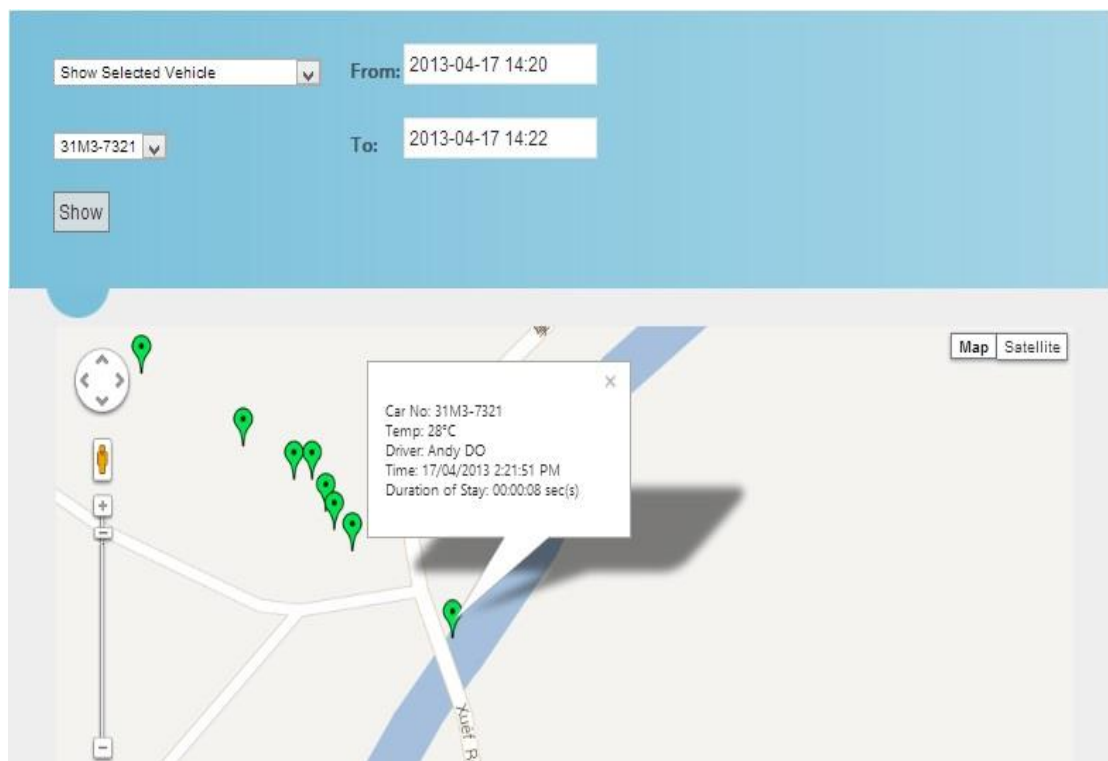 Show Selected Vehicle
From: 2013-04-17 14:20
31M3-7321
To: 2013-04-17 14:22
Show
Map Satellite
Car No: 31M3-7321
Temp: 28°C
Driver: Andy DO
Time: 17/04/2013 2:21:51 PM
Duration of Stay: 00:00:08 sec(s)